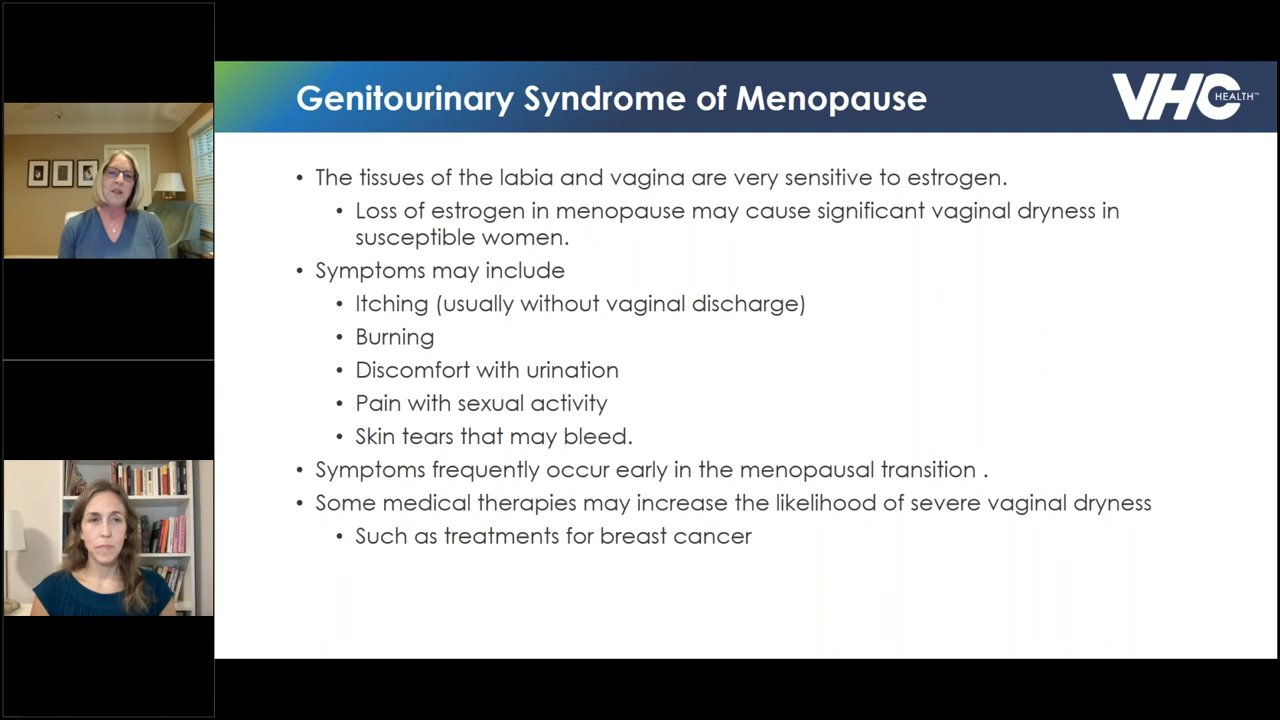 Genitourinary Syndrome of Menopause
VHC
HEALTH™
• The tissues of the labia and vagina are very sensitive to estrogen.
• Loss of estrogen in menopause may cause significant vaginal dryness in
susceptible women.
• Symptoms may include
• Itching (usually without vaginal discharge)
• Burning
• Discomfort with urination
• Pain with sexual activity
• Skin tears that may bleed.
• Symptoms frequently occur early in the menopausal transition .
• Some medical therapies may increase the likelihood of severe vaginal dryness
• Such as treatments for breast cancer